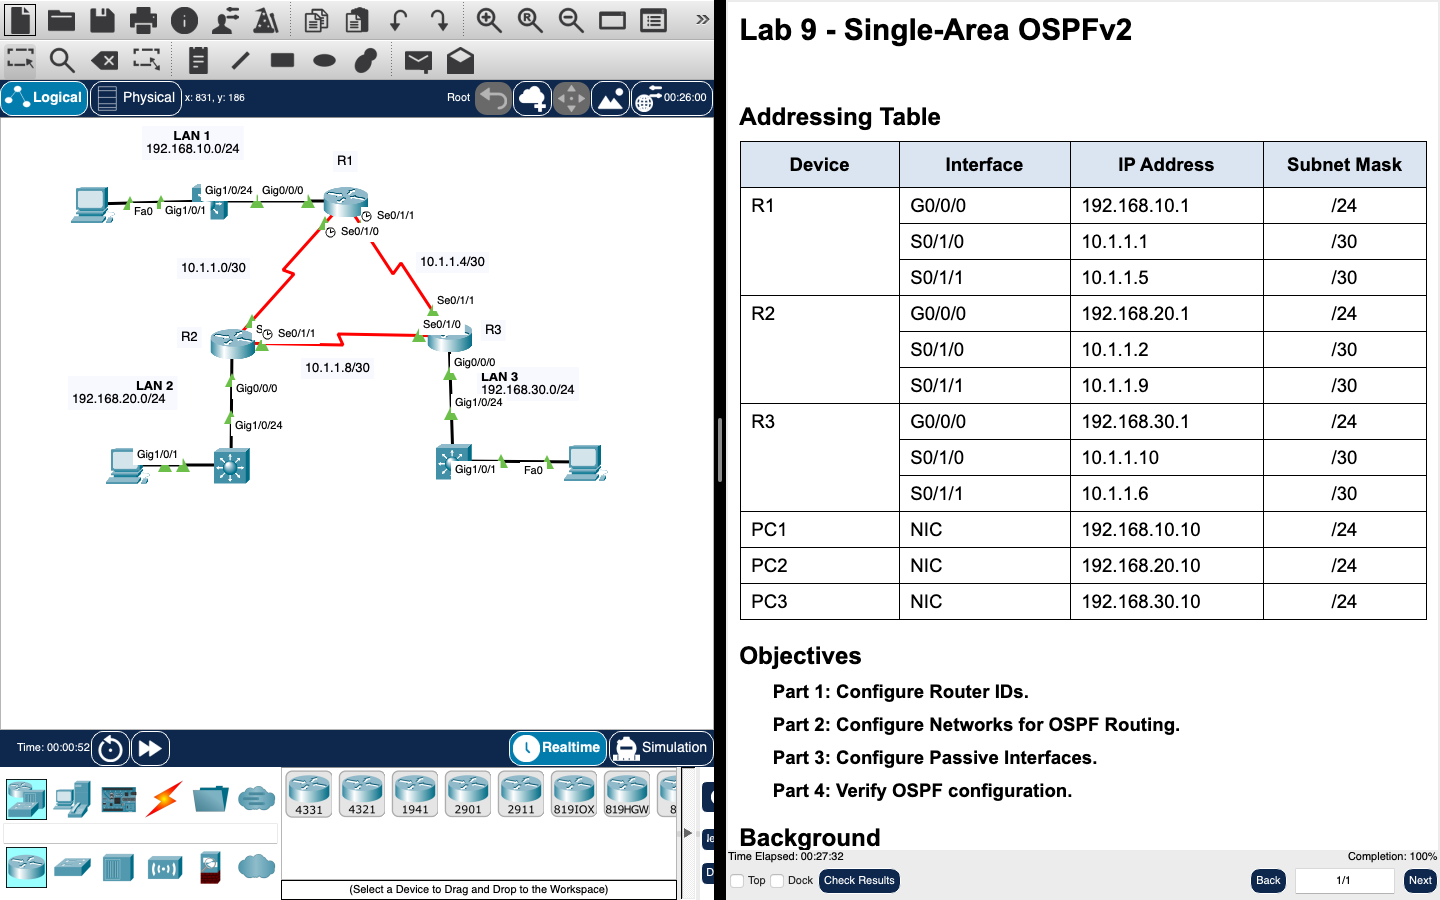 Logical
Physical
x: 831, y: 186
Root
00:26:00
LAN 1
192.168.10.0/24
R1
Gig1/0/24
Gig0/0/0
Fa0
Gig1/0/1
Se0/1/1
Se0/1/0
10.1.1.0/30
10.1.1.4/30
Se0/1/1
Se0/1/0
R3
R2
S
Se0/1/1
10.1.1.8/30
Gig0/0/0
LAN 3
192.168.30.0/24
LAN 2
192.168.20.0/24
Gig0/0/0
Gig1/0/24
Gig1/0/24
Gig1/0/1
Gig1/0/1
Fa0
Time: 00:00:52
Realtime
Simulation
4331
4321
1941
2901
2911
819IOX
819HGW
8
(Select a Device to Drag and Drop to the Workspace)
Lab 9 - Single-Area OSPFv2
Addressing Table
Device Interface IP Address Subnet Mask
R1 G0/0/0 192.168.10.1 /24
S0/1/0 10.1.1.1 /30
S0/1/1 10.1.1.5 /30
R2 G0/0/0 192.168.20.1 /24
S0/1/0 10.1.1.2 /30
S0/1/1 10.1.1.9 /30
R3 G0/0/0 192.168.30.1 /24
S0/1/0 10.1.1.10 /30
S0/1/1 10.1.1.6 /30
PC1 NIC 192.168.10.10 /24
PC2 NIC 192.168.20.10 /24
PC3 NIC 192.168.30.10 /24
Objectives
Part 1: Configure Router IDs.
Part 2: Configure Networks for OSPF Routing.
Part 3: Configure Passive Interfaces.
Part 4: Verify OSPF configuration.
Background
Time Elapsed: 00:27:32
Completion: 100%
Top
Dock
Check Results
Back
1/1
Next